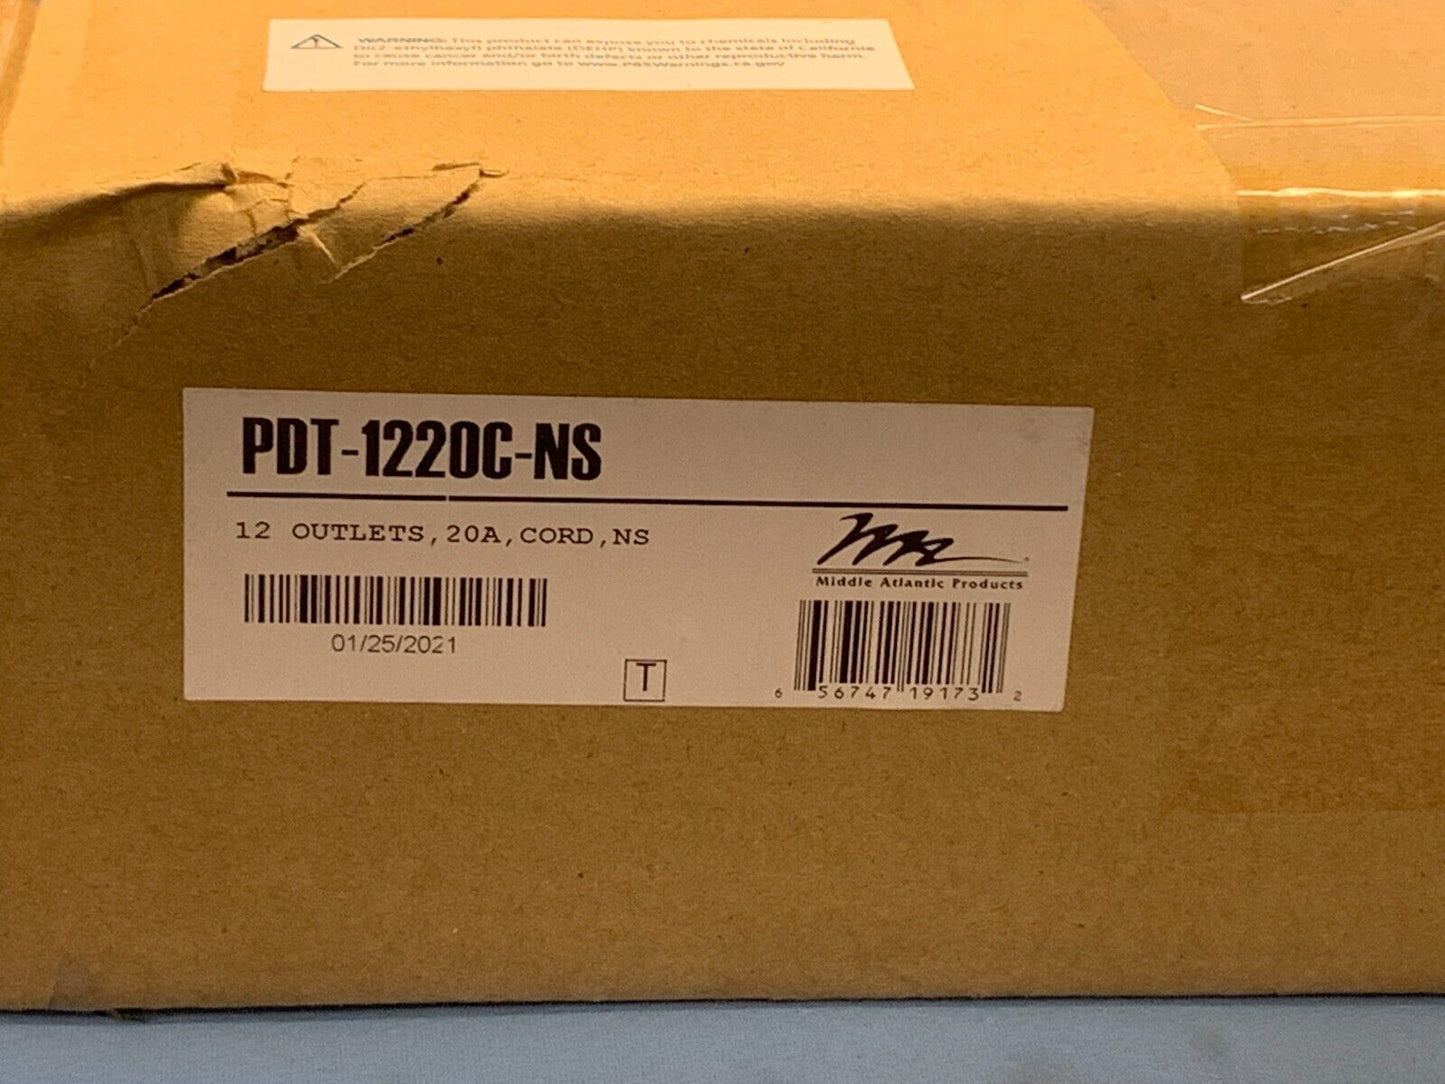 WARNING: This product can expose you to chemicals including
Di(2-ethylhexyl) phthalate (DEHP) known to the state of California
to cause cancer and/or birth defects or other reproductive harm.
For more information go to www.P65Warnings.ca.gov
PDT-1220C-NS
12 OUTLETS,20A,CORD,NS
Middle Atlantic Products
01/25/2021
T
6 56747 19173 2